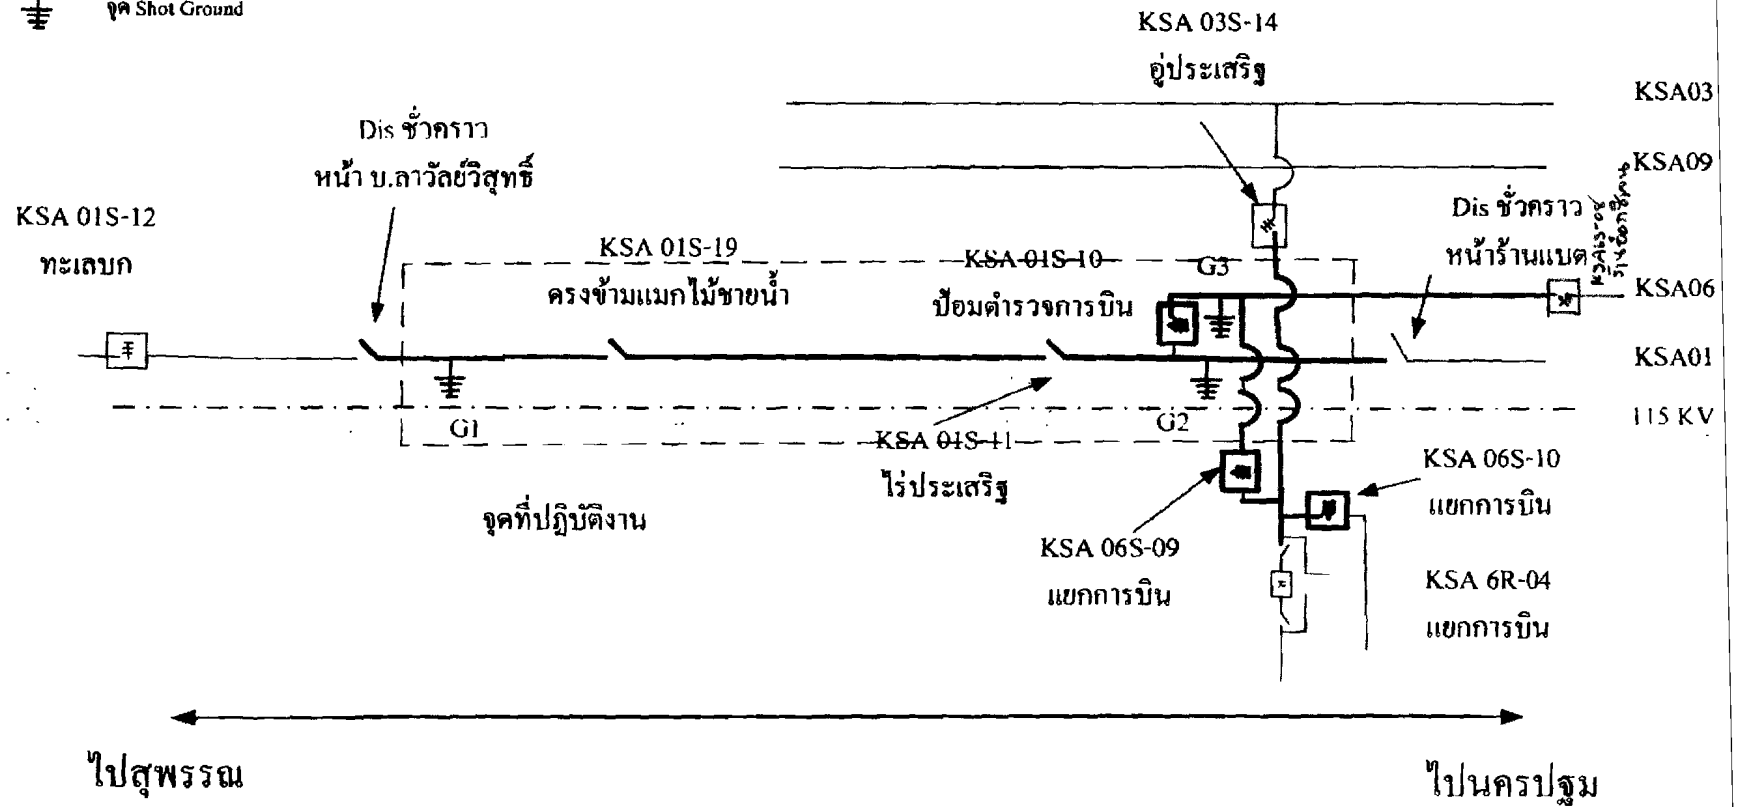 จุด Shot Ground
KSA 03S-14
อู่ประเสริฐ
KSA03
Dis ชั่วคราว
หน้า บ.ลาวัลย์วิสุทธิ์
KSA09
KSA 01S-12
ทะเลบก
Dis ชั่วคราว
หน้าร้านแบต
KSA 01S-19
ตรงข้ามแมกไม้ชายน้ำ
KSA 01S-10
ป้อมตำรวจการบิน
G3
KSA06
KSA01
115 KV
G1
G2
KSA 01S-11
ไร่ประเสริฐ
KSA 06S-10
แยกการบิน
จุดที่ปฏิบัติงาน
KSA 06S-09
แยกการบิน
KSA 6R-04
แยกการบิน
ไปสุพรรณ
ไปนครปฐม